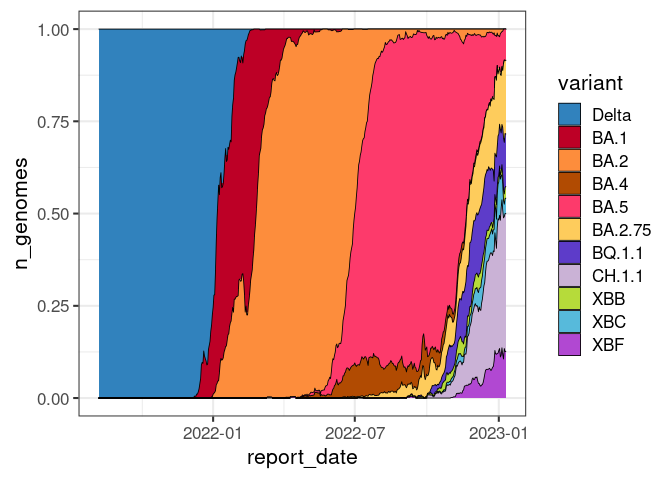 1.00
0.75
0.50
0.25
0.00
n_genomes
2022-01
2022-07
2023-01
report_date
variant
Delta
BA.1
BA.2
BA.4
BA.5
BA.2.75
BQ.1.1
CH.1.1
XBB
XBC
XBF